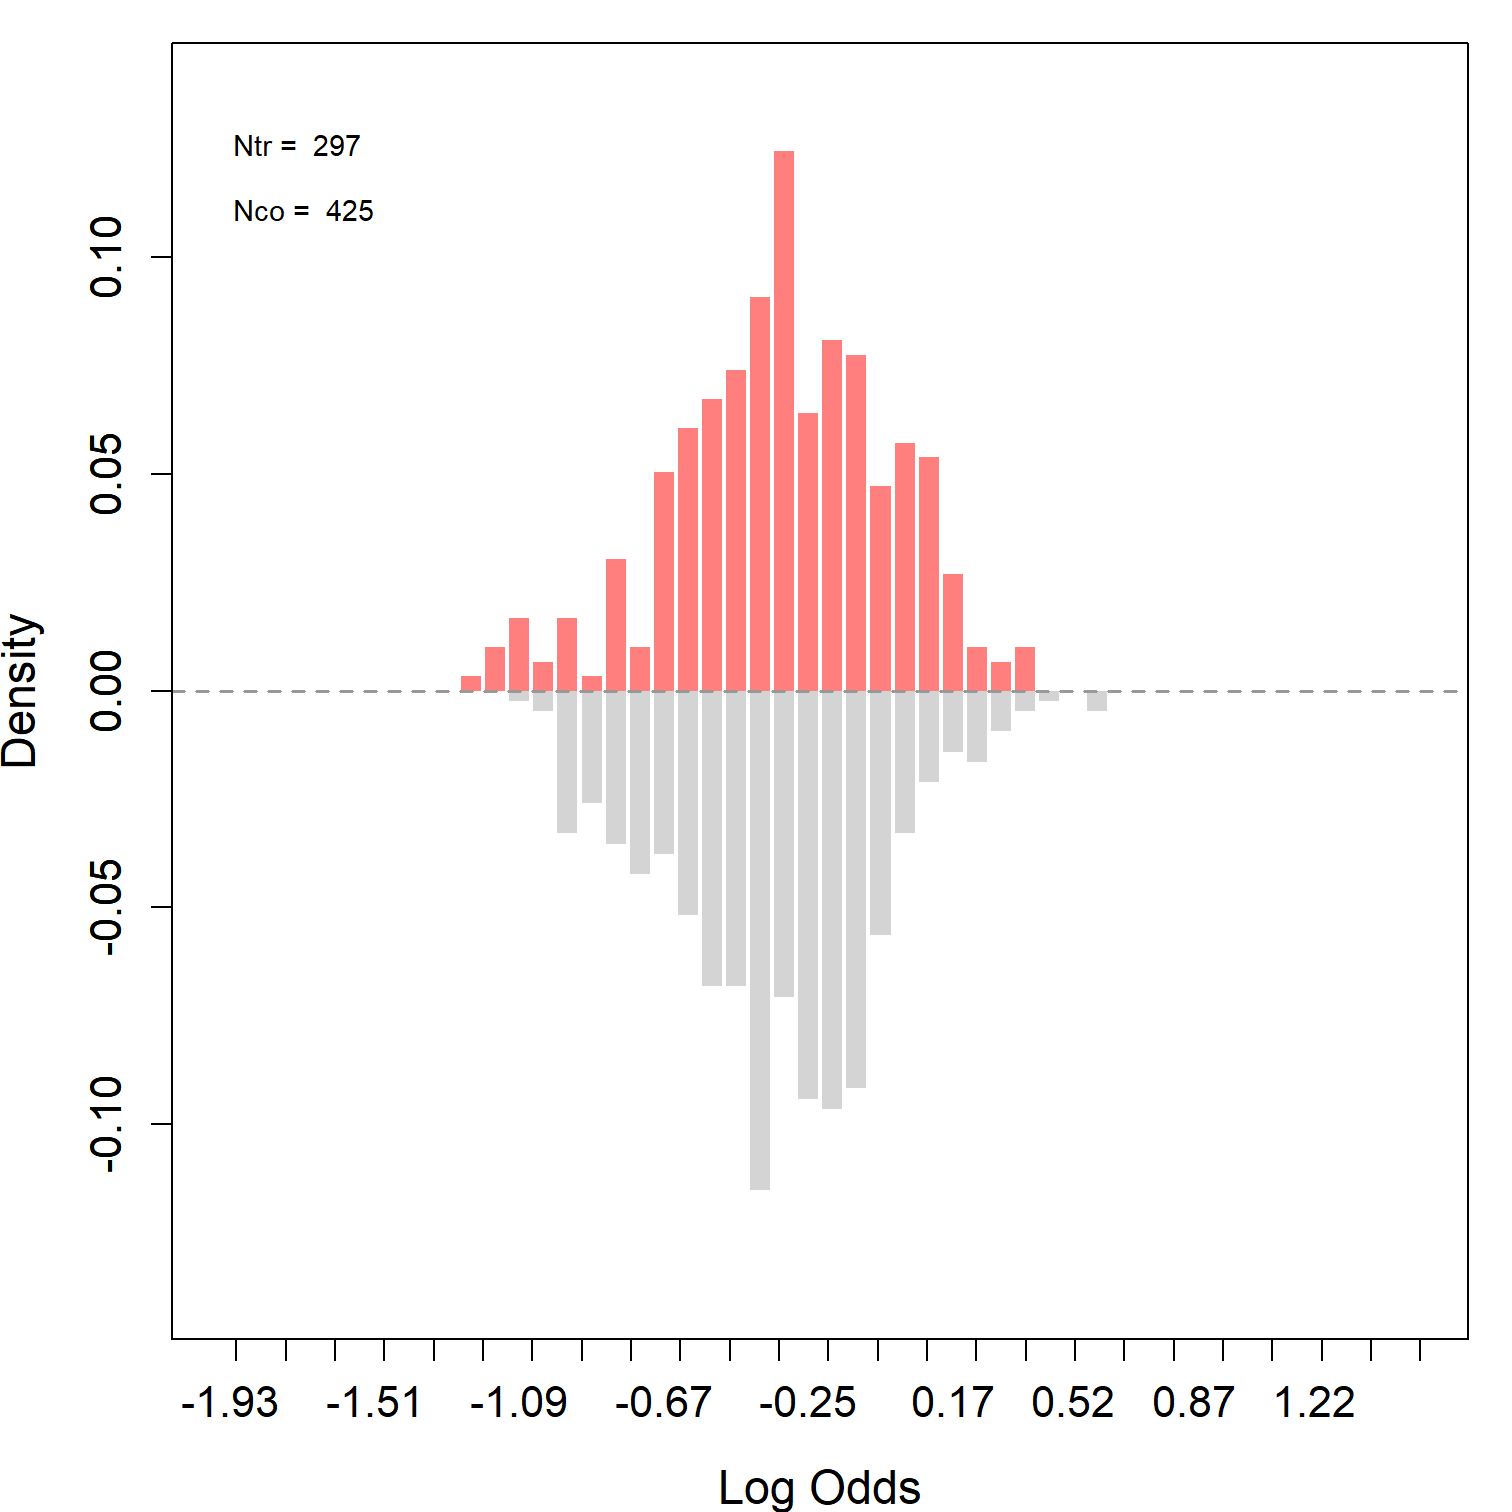 Ntr =  297
Nco =  425
0.10
0.05
0.00
-0.05
-0.10
Density
-1.93 -1.51 -1.09 -0.67 -0.25 0.17 0.52 0.87 1.22
Log Odds